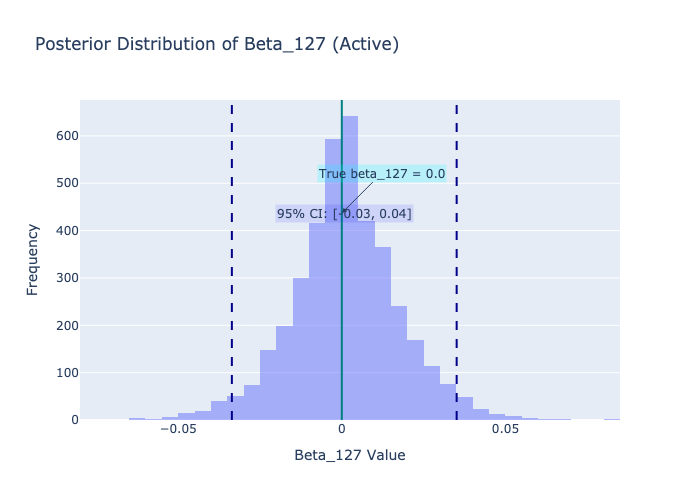 Posterior Distribution of Beta_127 (Active)
600
500
400
300
200
100
0
Frequency
True beta_127 = 0.0
95% CI: [-0.03, 0.04]
−0.05
0
0.05
Beta_127 Value